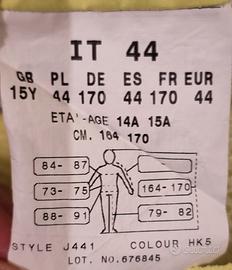 IT 44
GB PL DE ES FR EUR
15Y 44 170 44 170 44
ETA'-AGE 14A 15A
CM. 164 170
84- 87
73- 75
164-170
88- 91
79- 82
STYLE J441 COLOUR HK5
LOT. NO.676845